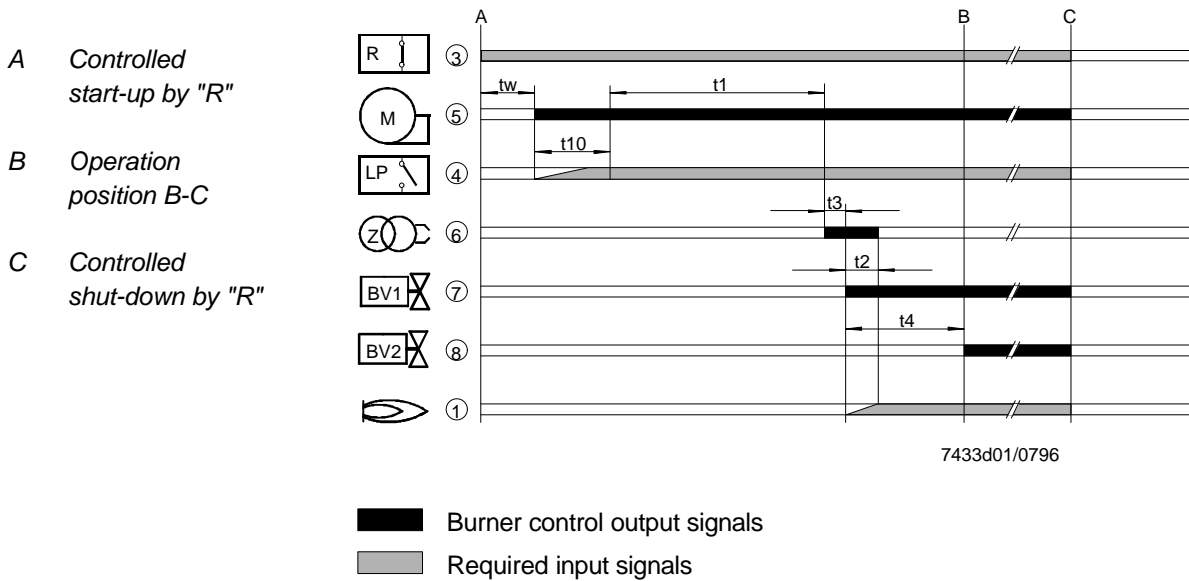 A B C
A Controlled
start-up by "R"
B Operation
position B-C
C Controlled
shut-down by "R"
R 3
tw t1
M 5
t10
LP 4
t3
Z 6
t2
BV1 7
t4
BV2 8
1
7433d01/0796
Burner control output signals
Required input signals